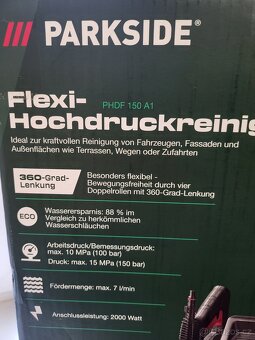 /// PARKSIDE®
Flexi-
PHDF 150 A1
Hochdruckreinig
Ideal zur kraftvollen Reinigung von Fahrzeugen, Fassaden und
Außenflächen wie Terrassen, Wegen oder Zufahrten
360-Grad-
Lenkung
Besonders flexibel -
Bewegungsfreiheit durch vier
Doppelrollen mit 360-Grad-Lenkung
ECO
Wasserersparnis: 88 % im
Vergleich zu herkömmlichen
Wasserschläuchen
Arbeitsdruck/Bemessungsdruck:
max. 10 MPa (100 bar)
Druck: max. 15 MPa (150 bar)
Fördermenge: max. 7 l/min
Anschlussleistung: 2000 Watt